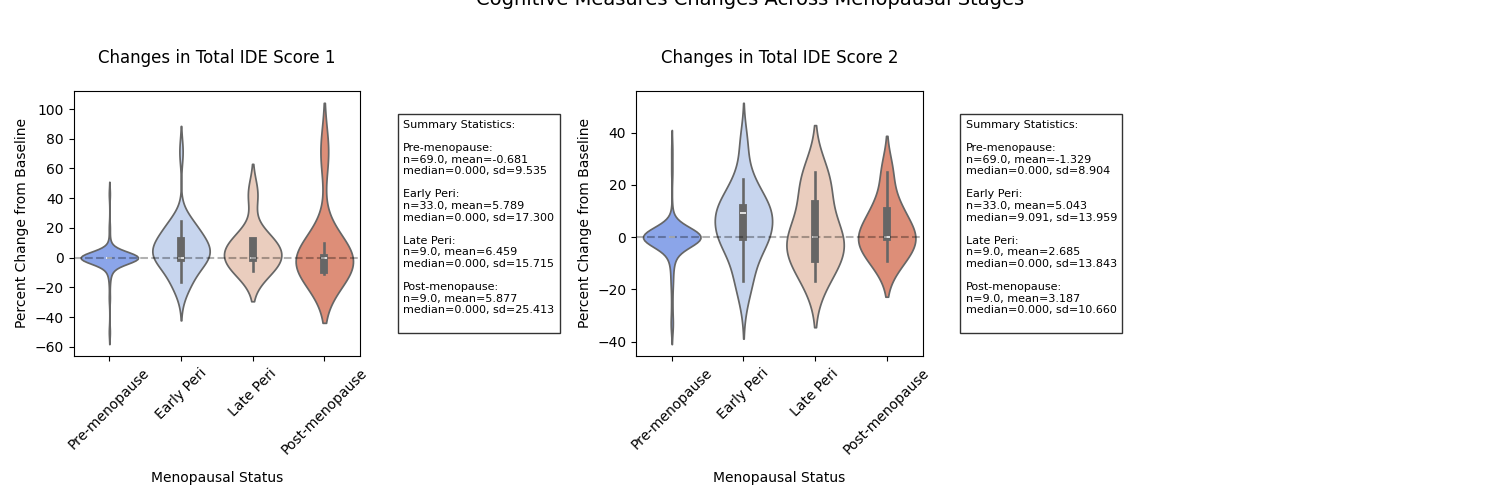 Cognitive Measures Changes Across Menopausal Stages
Changes in Total IDE Score 1
Percent Change from Baseline
100
80
60
40
20
0
−20
−40
−60
Pre-menopause
Early Peri
Late Peri
Post-menopause
Menopausal Status
Summary Statistics:
Pre-menopause:
n=69.0, mean=-0.681
median=0.000, sd=9.535
Early Peri:
n=33.0, mean=5.789
median=0.000, sd=17.300
Late Peri:
n=9.0, mean=6.459
median=0.000, sd=15.715
Post-menopause:
n=9.0, mean=5.877
median=0.000, sd=25.413
Changes in Total IDE Score 2
Percent Change from Baseline
40
20
0
−20
−40
Pre-menopause
Early Peri
Late Peri
Post-menopause
Menopausal Status
Summary Statistics:
Pre-menopause:
n=69.0, mean=-1.329
median=0.000, sd=8.904
Early Peri:
n=33.0, mean=5.043
median=9.091, sd=13.959
Late Peri:
n=9.0, mean=2.685
median=0.000, sd=13.843
Post-menopause:
n=9.0, mean=3.187
median=0.000, sd=10.660